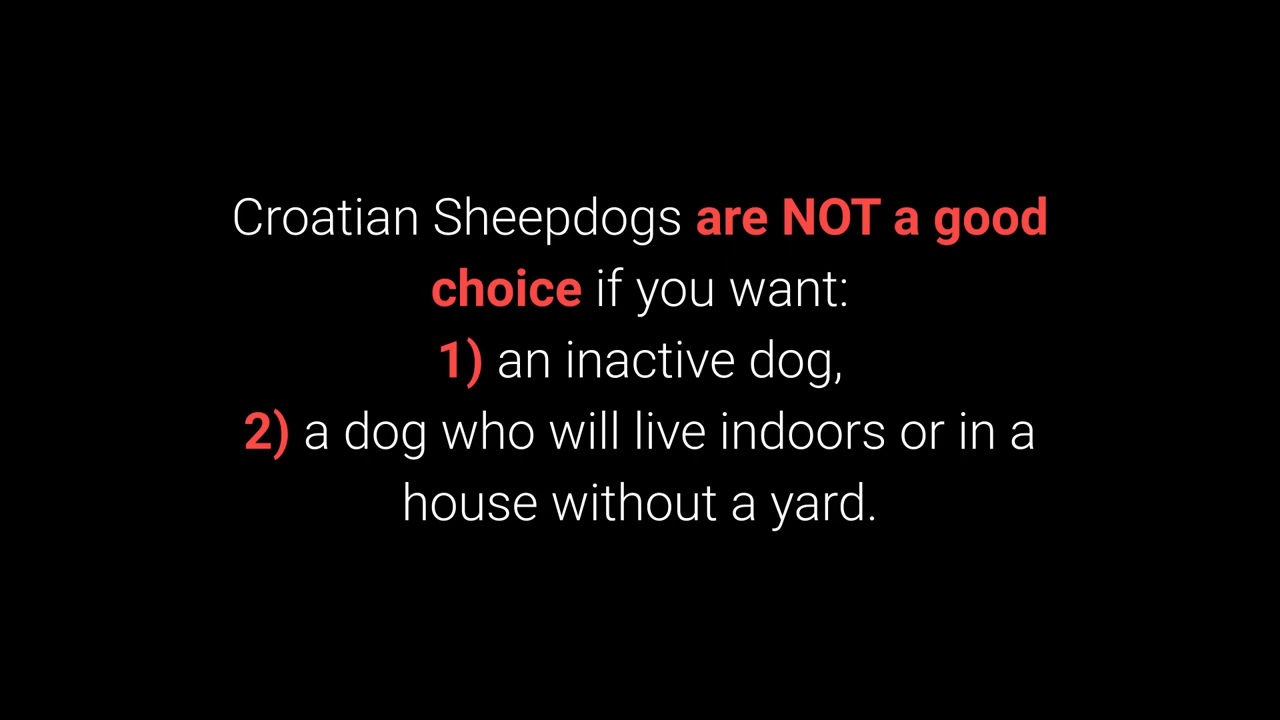 Croatian Sheepdogs are NOT a good
choice if you want:
1) an inactive dog,
2) a dog who will live indoors or in a
house without a yard.